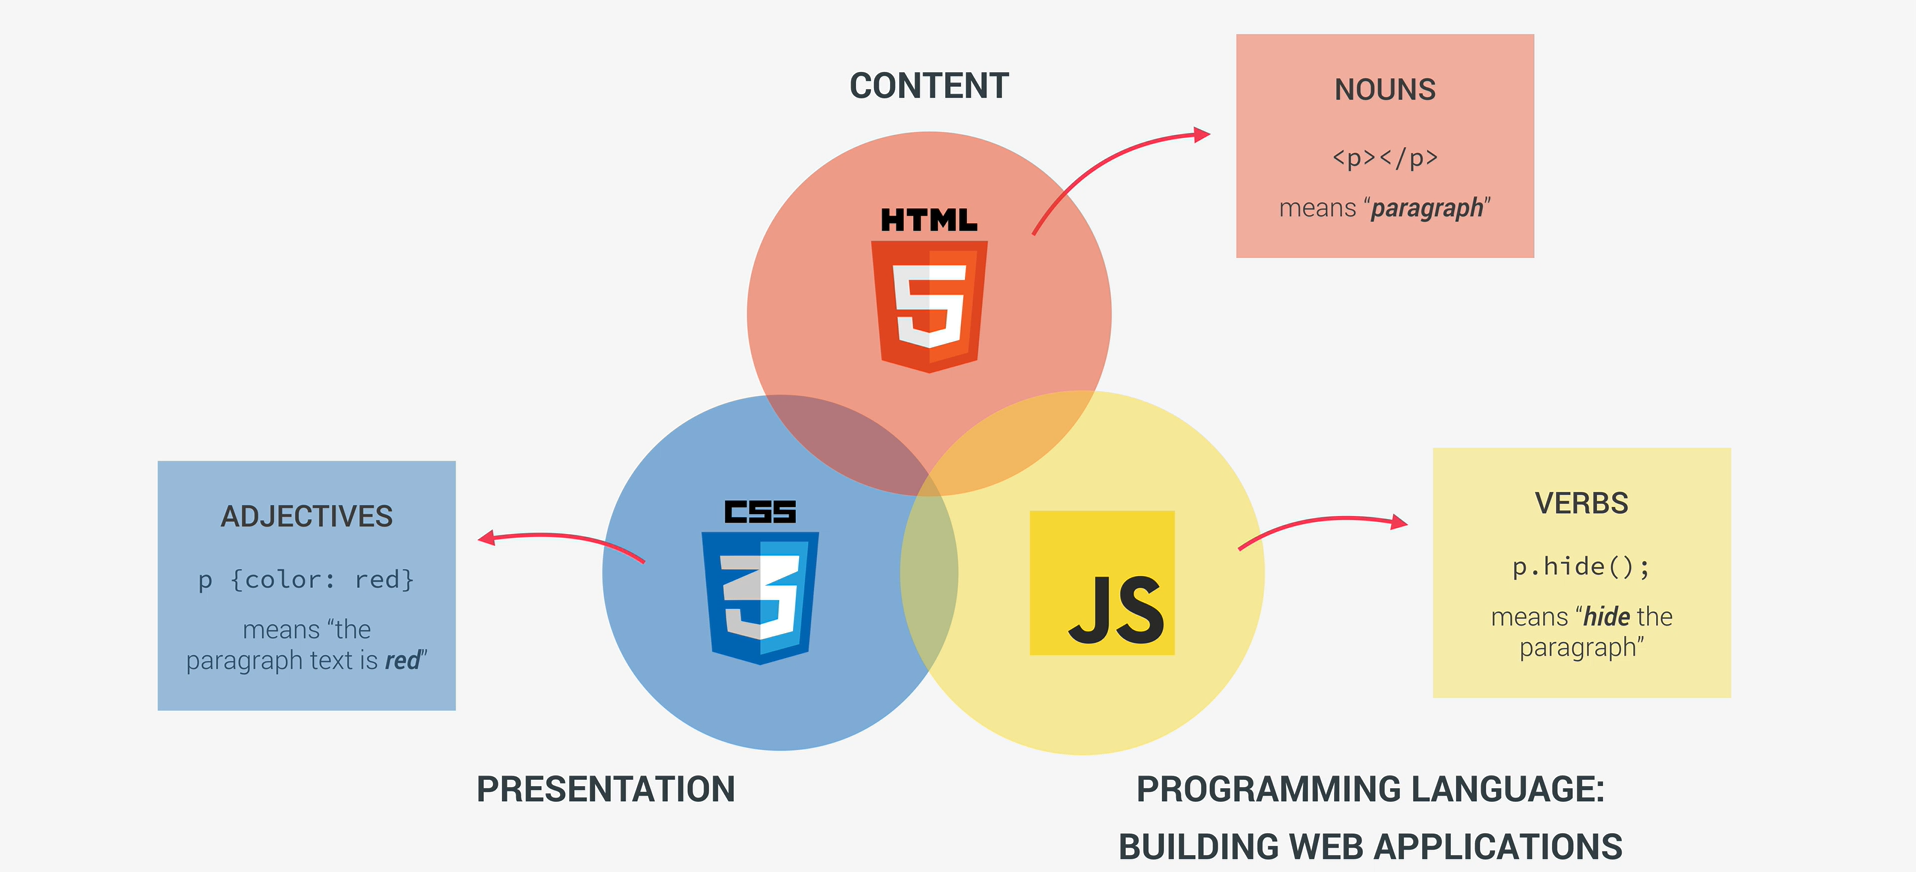 CONTENT
HTML
5
NOUNS
<p></p>
means “paragraph”
CSS
3
ADJECTIVES
p {color: red}
means “the
paragraph text is red”
JS
VERBS
p.hide();
means “hide the
paragraph”
PRESENTATION
PROGRAMMING LANGUAGE:
BUILDING WEB APPLICATIONS